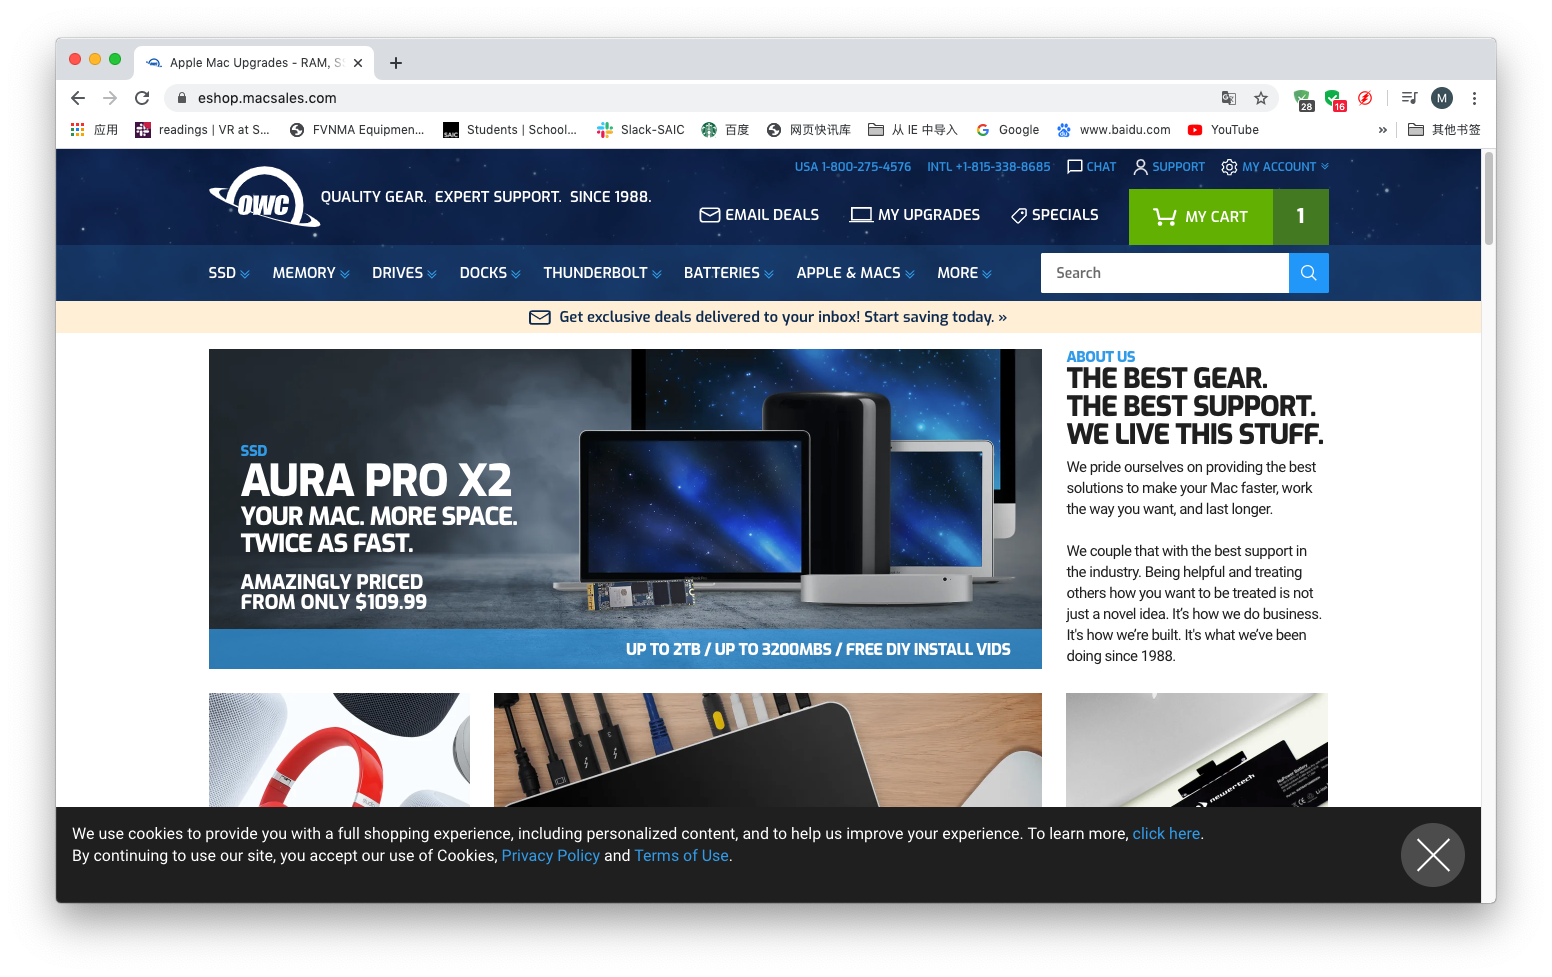 Apple Mac Upgrades - RAM, S
eshop.macsales.com
28
16
M
应用
readings | VR at S...
FVNMA Equipmen...
SAIC
Students | School...
Slack-SAIC
百度
网页快讯库
从 IE 中导入
Google
www.baidu.com
YouTube
»
其他书签
USA 1-800-275-4576
INTL +1-815-338-8685
CHAT
SUPPORT
MY ACCOUNT
OWC
QUALITY GEAR. EXPERT SUPPORT. SINCE 1988.
EMAIL DEALS
MY UPGRADES
SPECIALS
MY CART
1
SSD
MEMORY
DRIVES
DOCKS
THUNDERBOLT
BATTERIES
APPLE & MACS
MORE
Search
Get exclusive deals delivered to your inbox! Start saving today. »
SSD
AURA PRO X2
YOUR MAC. MORE SPACE.
TWICE AS FAST.
AMAZINGLY PRICED
FROM ONLY $109.99
UP TO 2TB / UP TO 3200MBS / FREE DIY INSTALL VIDS
ABOUT US
THE BEST GEAR.
THE BEST SUPPORT.
WE LIVE THIS STUFF.
We pride ourselves on providing the best
solutions to make your Mac faster, work
the way you want, and last longer.
We couple that with the best support in
the industry. Being helpful and treating
others how you want to be treated is not
just a novel idea. It’s how we do business.
It's how we’re built. It's what we’ve been
doing since 1988.
NuPower Battery
newertech
We use cookies to provide you with a full shopping experience, including personalized content, and to help us improve your experience. To learn more, click here.
By continuing to use our site, you accept our use of Cookies, Privacy Policy and Terms of Use.